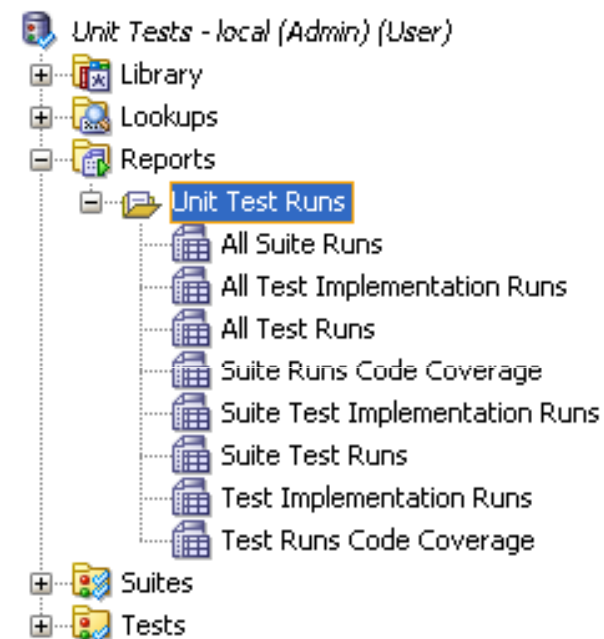 Unit Tests - local (Admin) (User)
Library
Lookups
Reports
Unit Test Runs
All Suite Runs
All Test Implementation Runs
All Test Runs
Suite Runs Code Coverage
Suite Test Implementation Runs
Suite Test Runs
Test Implementation Runs
Test Runs Code Coverage
Suites
Tests